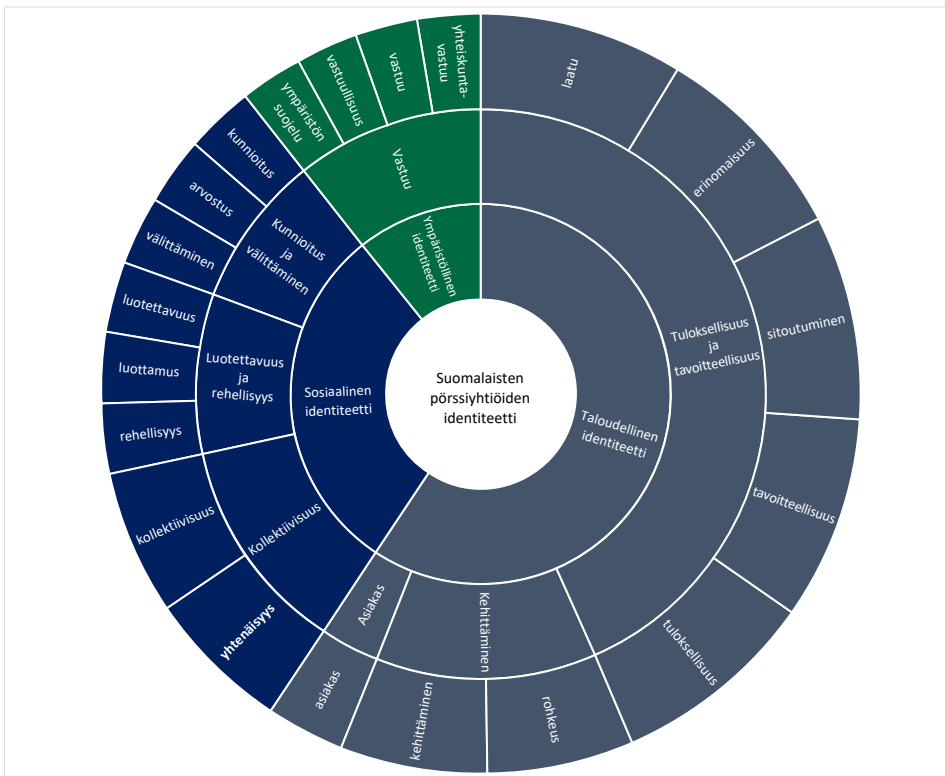 Suomalaisten
pörssiyhtiöiden
identiteetti
Taloudellinen
identiteetti
Tuloksellisuus
ja
tavoitteellisuus
laatu
erinomaisuus
sitoutuminen
tavoitteellisuus
tuloksellisuus
Kehittäminen
rohkeus
kehittäminen
Asiakas
asiakas
Sosiaalinen
identiteetti
Kollektiivisuus
yhtenäisyys
kollektiivisuus
Luotettavuus
ja
rehellisyys
rehellisyys
luottamus
luotettavuus
Kunnioitus
ja
välittäminen
välittäminen
arvostus
kunnioitus
Ympäristöllinen
identiteetti
Vastuu
ympäristön
suojelu
vastuullisuus
vastuu
yhteiskunta-
vastuu